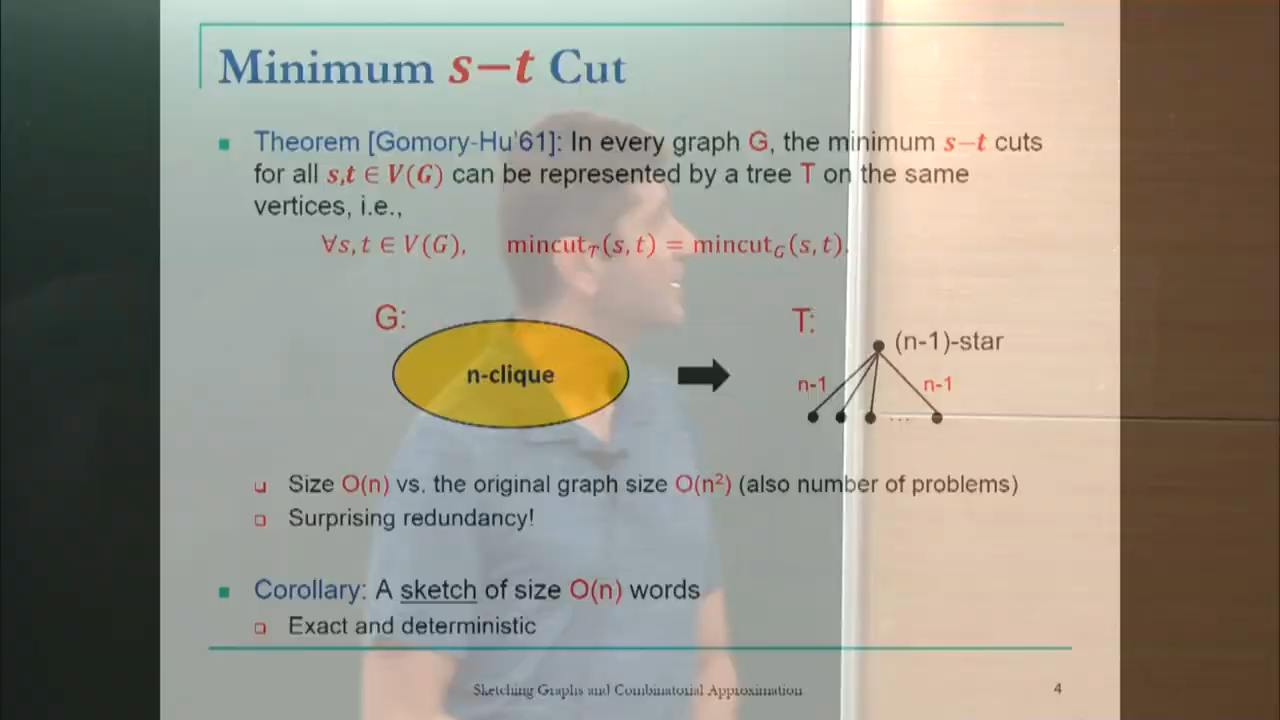 Minimum s–t Cut
Theorem [Gomory-Hu'61]: In every graph G, the minimum s–t cuts
for all s,t ∈ V(G) can be represented by a tree T on the same
vertices, i.e.,
∀s, t ∈ V(G), mincut_T(s, t) = mincut_G(s, t).
G:
T:
(n-1)-star
n-clique
n-1
n-1
...
Size O(n) vs. the original graph size O(n²) (also number of problems)
Surprising redundancy!
Corollary: A sketch of size O(n) words
Exact and deterministic
Sketching Graphs and Combinatorial Approximation
4